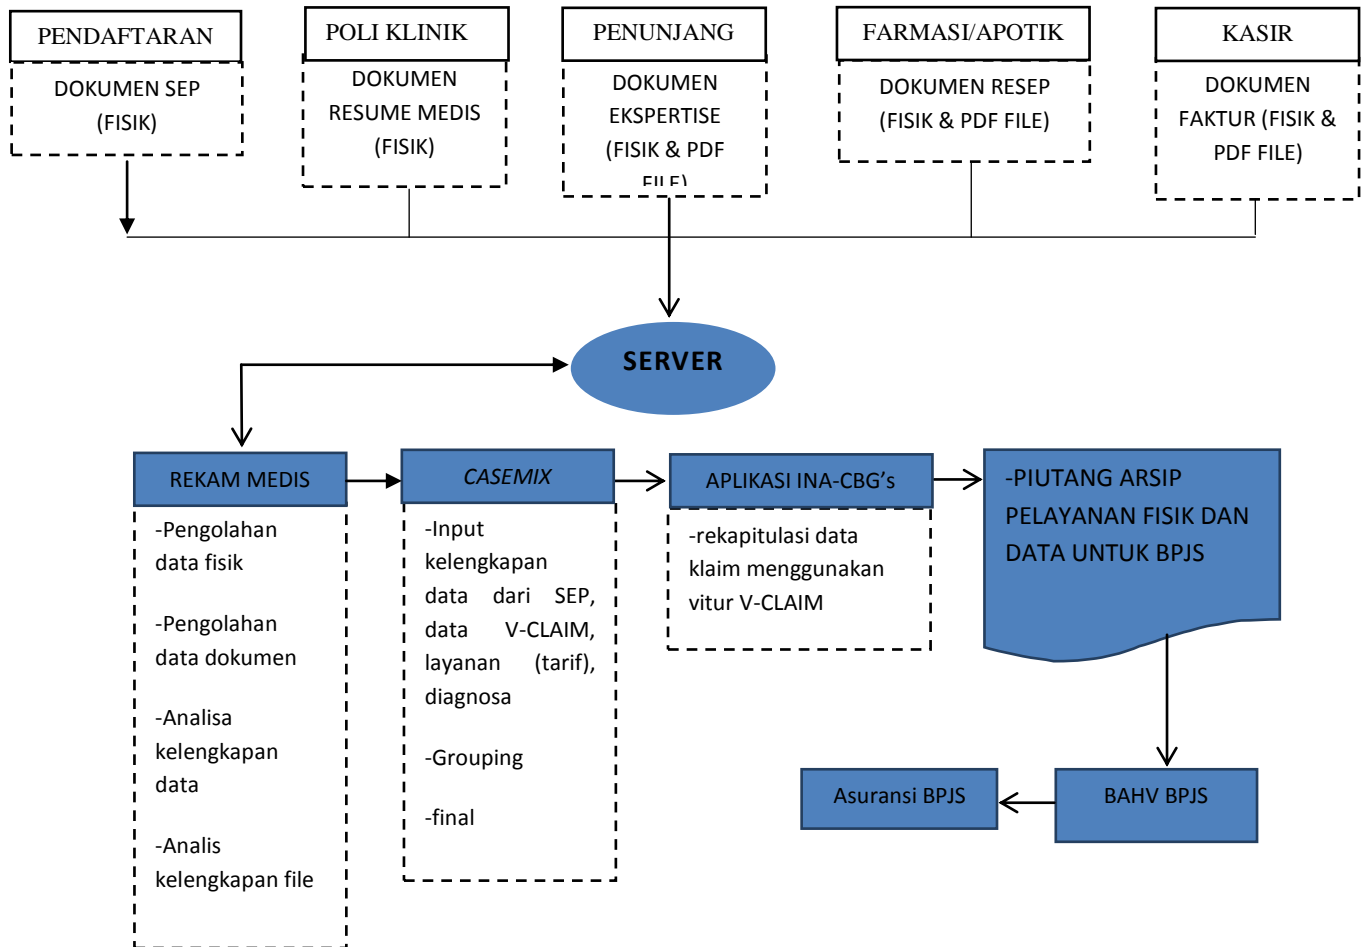 PENDAFTARAN
DOKUMEN SEP
(FISIK)
POLI KLINIK
DOKUMEN
RESUME MEDIS
(FISIK)
PENUNJANG
DOKUMEN
EKSPERTISE
(FISIK & PDF
FILE)
FARMASI/APOTIK
DOKUMEN RESEP
(FISIK & PDF FILE)
KASIR
DOKUMEN
FAKTUR (FISIK &
PDF FILE)
SERVER
REKAM MEDIS
-Pengolahan
data fisik
-Pengolahan
data dokumen
-Analisa
kelengkapan
data
-Analis
kelengkapan file
CASEMIX
-Input
kelengkapan
data dari SEP,
data V-CLAIM,
layanan (tarif),
diagnosa
-Grouping
-final
APLIKASI INA-CBG’s
-rekapitulasi data
klaim menggunakan
vitur V-CLAIM
-PIUTANG ARSIP
PELAYANAN FISIK DAN
DATA UNTUK BPJS
BAHV BPJS
Asuransi BPJS